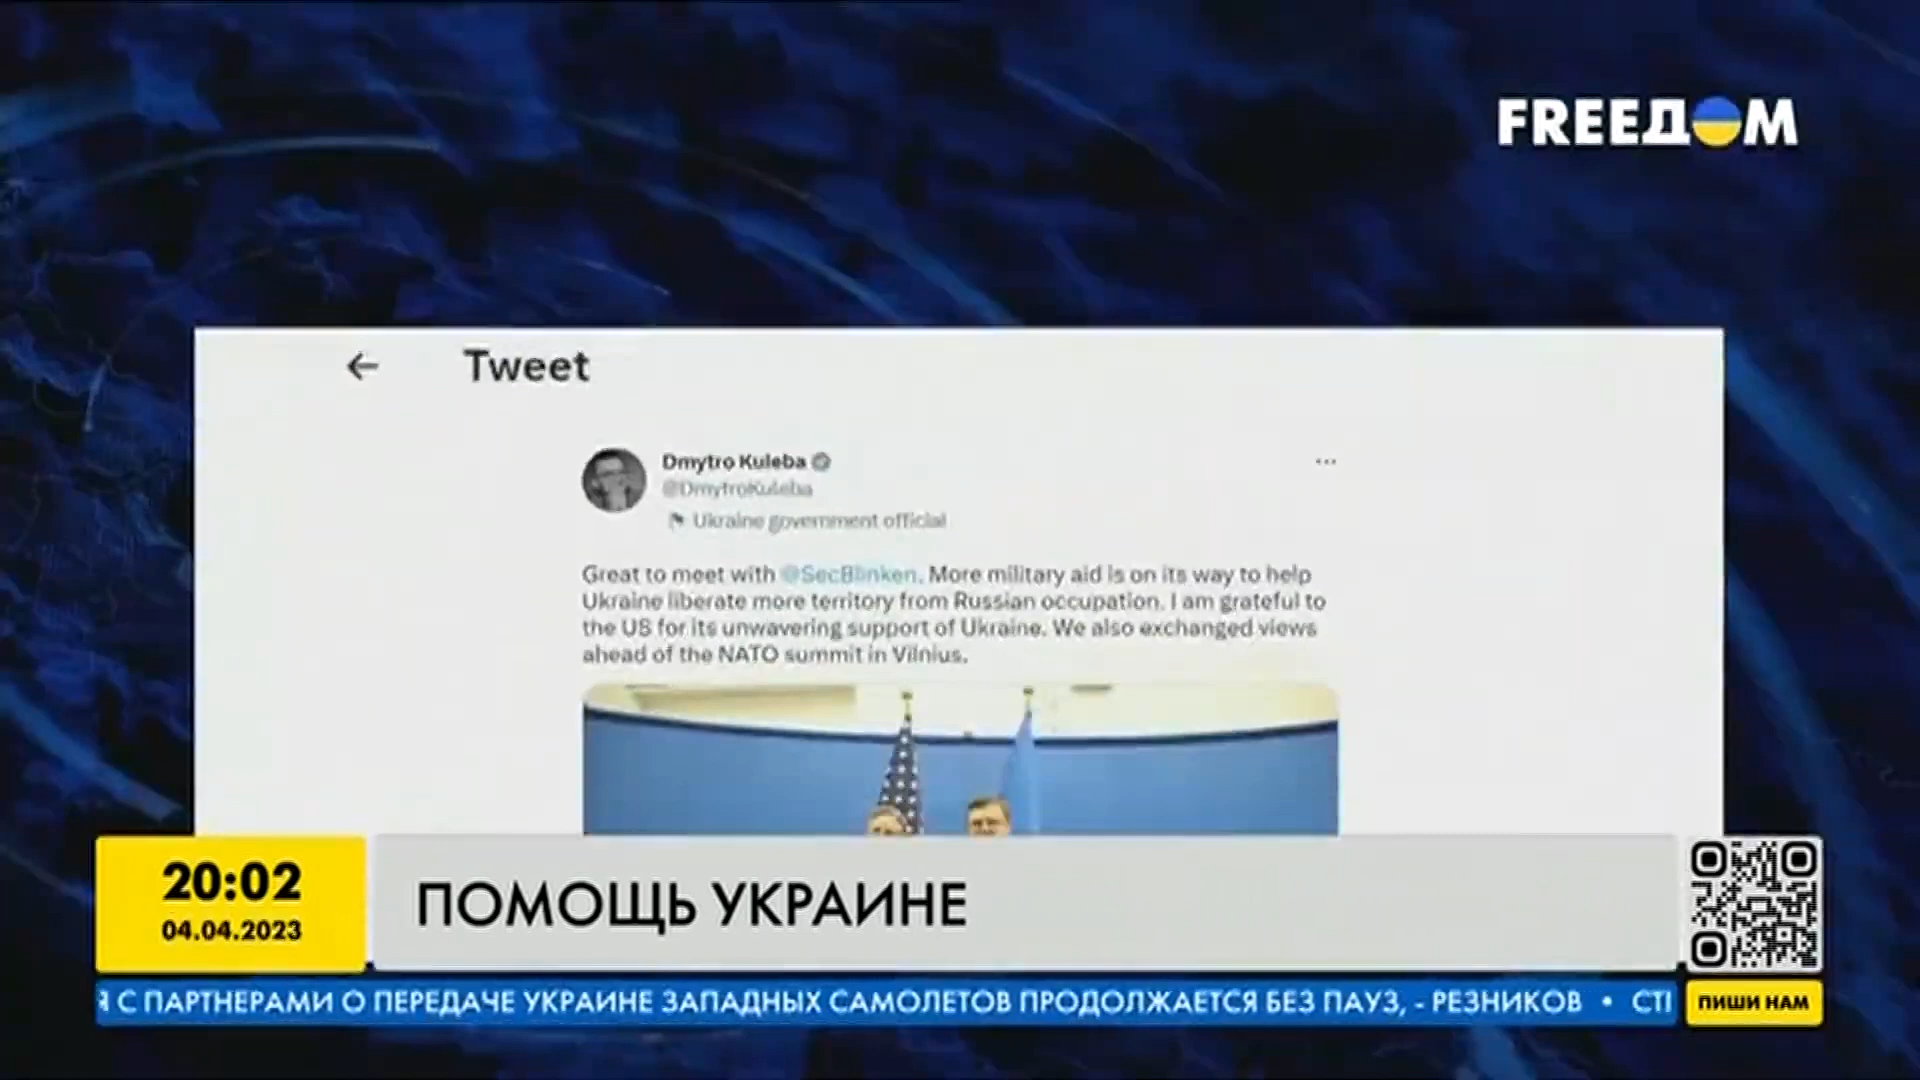 FREEДOM
Tweet
Dmytro Kuleba
@DmytroKuleba
Ukraine government official
Great to meet with @SecBlinken. More military aid is on its way to help
Ukraine liberate more territory from Russian occupation. I am grateful to
the US for its unwavering support of Ukraine. We also exchanged views
ahead of the NATO summit in Vilnius.
20:02
04.04.2023
ПОМОЩЬ УКРАИНЕ
Я С ПАРТНЕРАМИ О ПЕРЕДАЧЕ УКРАИНЕ ЗАПАДНЫХ САМОЛЕТОВ ПРОДОЛЖАЕТСЯ БЕЗ ПАУЗ, - РЕЗНИКОВ • СТІ
ПИШИ НАМ